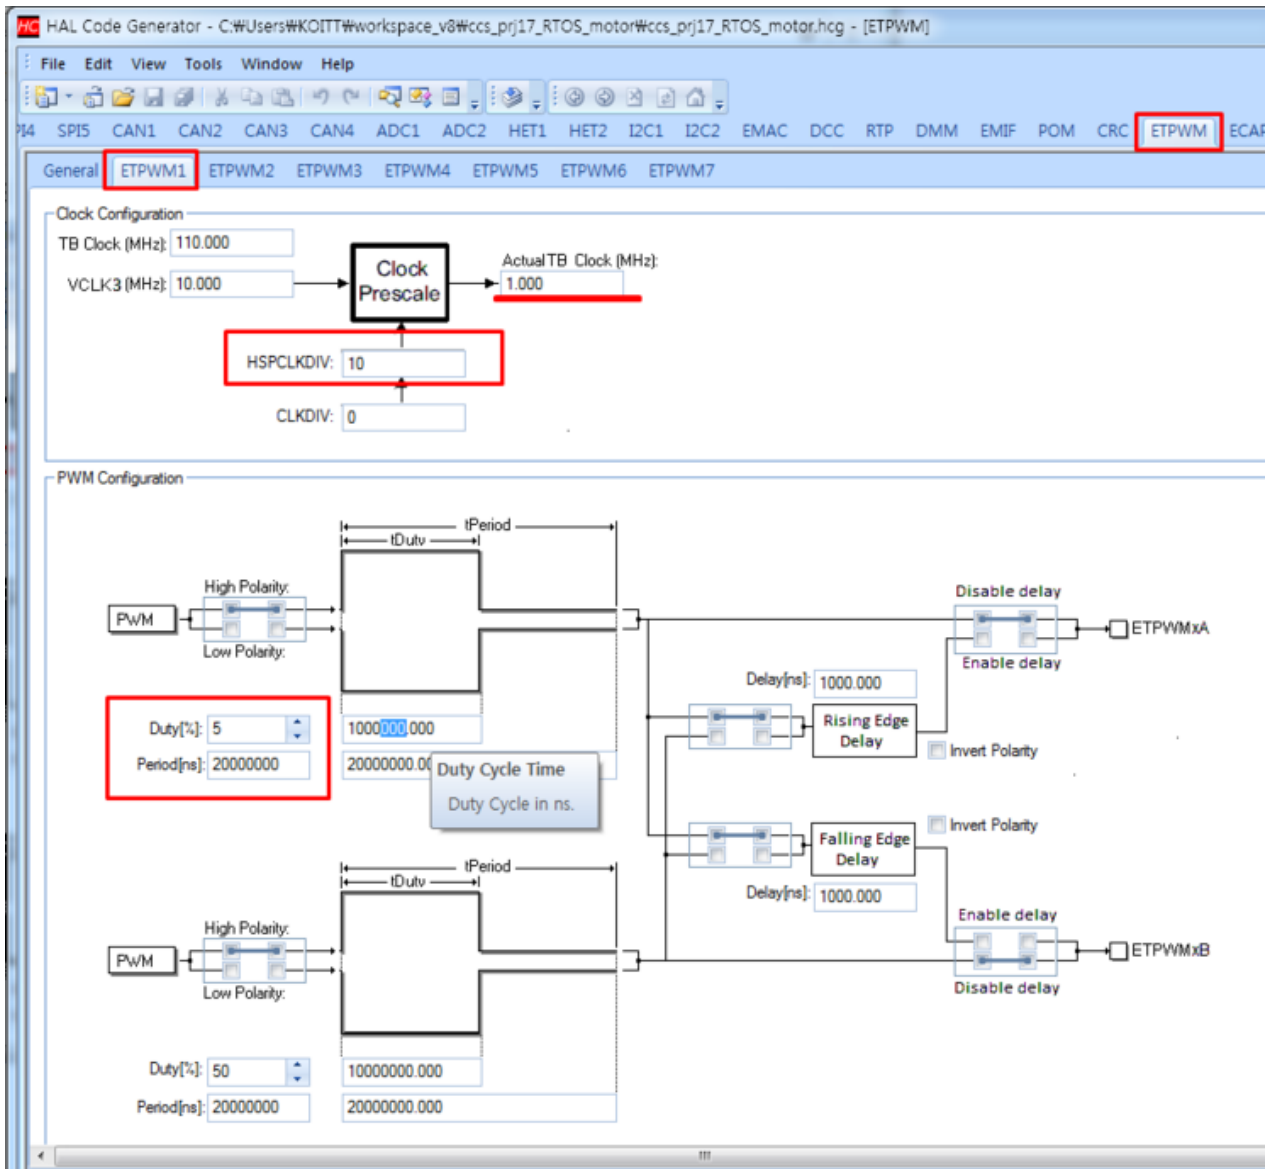 HC HAL Code Generator - C:₩Users₩KOITT₩workspace_v8₩ccs_prj17_RTOS_motor₩ccs_prj17_RTOS_motor.hcg - [ETPWM]
File Edit View Tools Window Help
PI4 SPI5 CAN1 CAN2 CAN3 CAN4 ADC1 ADC2 HET1 HET2 I2C1 I2C2 EMAC DCC RTP DMM EMIF POM CRC ETPWM ECAP
General ETPWM1 ETPWM2 ETPWM3 ETPWM4 ETPWM5 ETPWM6 ETPWM7
Clock Configuration
TB Clock (MHz): 110.000
VCLK3 (MHz): 10.000
Clock
Prescale
Actual TB Clock (MHz):
1.000
HSPCLKDIV: 10
CLKDIV: 0
PWM Configuration
tPeriod
tDuty
High Polarity:
PWM
Low Polarity:
Disable delay
ETPWMxA
Enable delay
Delay[ns]: 1000.000
Rising Edge
Delay
Invert Polarity
Duty[%]: 5 1000000.000
Period[ns]: 20000000 20000000.00
Duty Cycle Time
Duty Cycle in ns.
Invert Polarity
Falling Edge
Delay
Delay[ns]: 1000.000
tPeriod
tDuty
High Polarity:
PWM
Low Polarity:
Enable delay
ETPWMxB
Disable delay
Duty[%]: 50 10000000.000
Period[ns]: 20000000 20000000.000